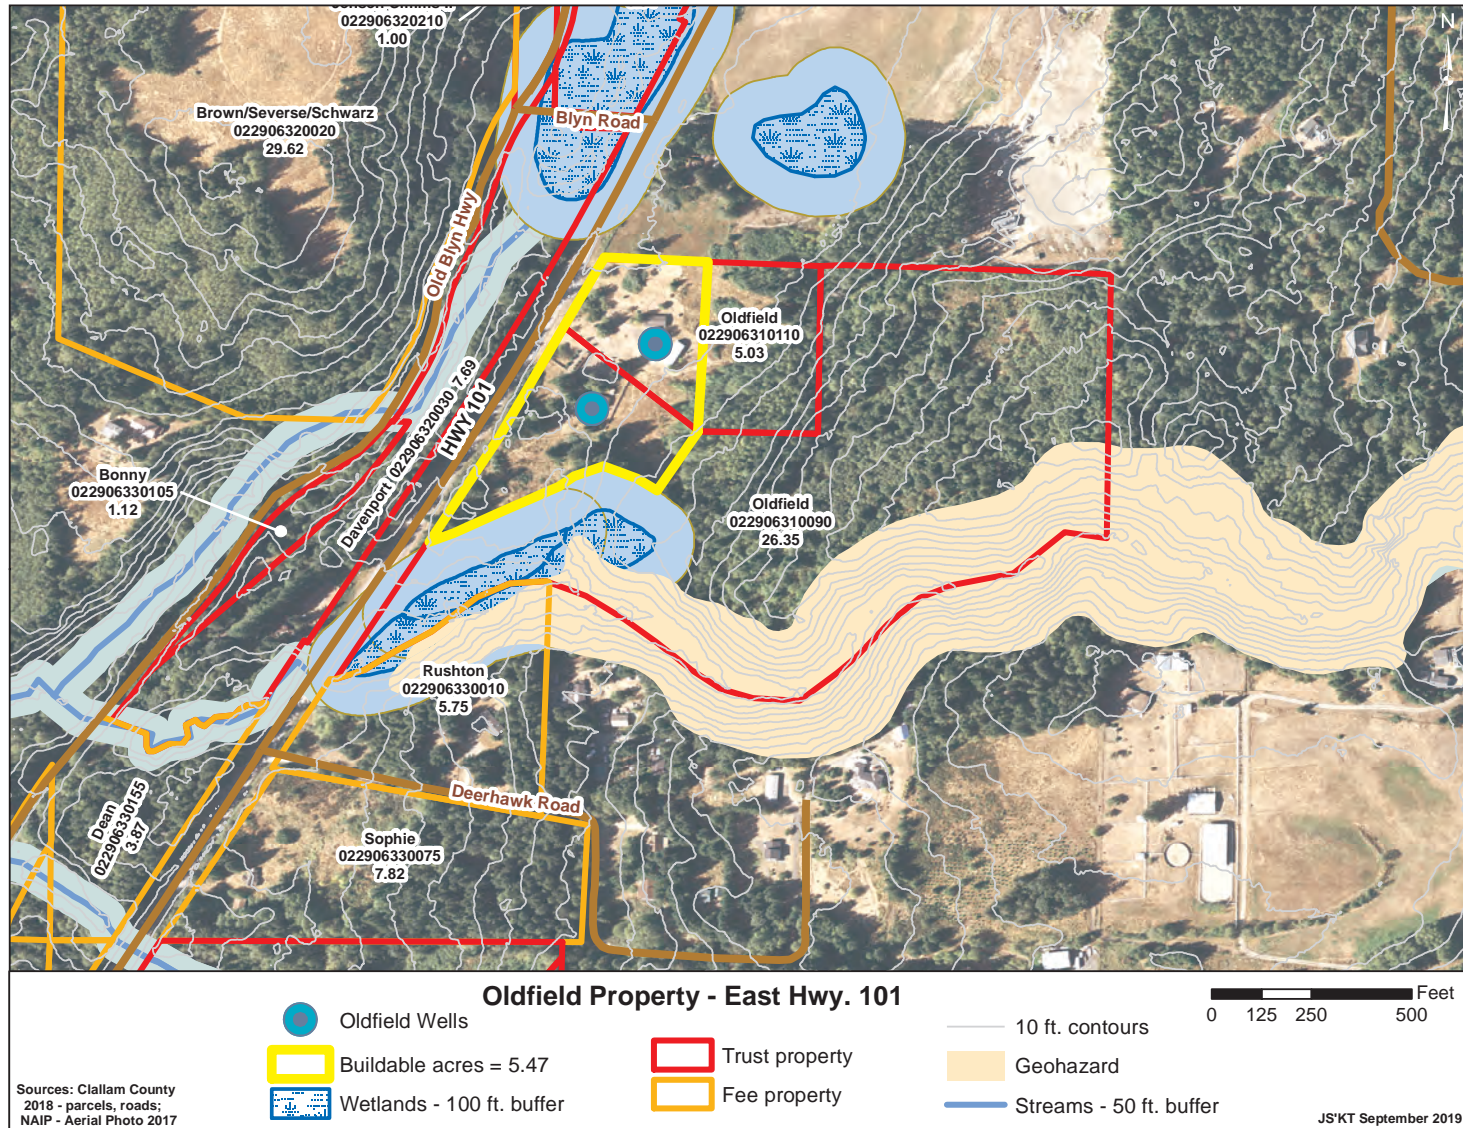 022906320210
1.00
N
Brown/Severse/Schwarz
022906320020
29.62
Blyn Road
Old Blyn Hwy
Oldfield
022906310110
5.03
Davenport 022906320030 7.69
HWY 101
Bonny
022906330105
1.12
Oldfield
022906310090
26.35
Rushton
022906330010
5.75
Deerhawk Road
Dean
022906330155
3.87
Sophie
022906330075
7.82
Oldfield Property - East Hwy. 101
Oldfield Wells
Buildable acres = 5.47
Wetlands - 100 ft. buffer
Trust property
Fee property
10 ft. contours
Geohazard
Streams - 50 ft. buffer
Feet
0 125 250 500
Sources: Clallam County
2018 - parcels, roads;
NAIP - Aerial Photo 2017
JS'KT September 2019